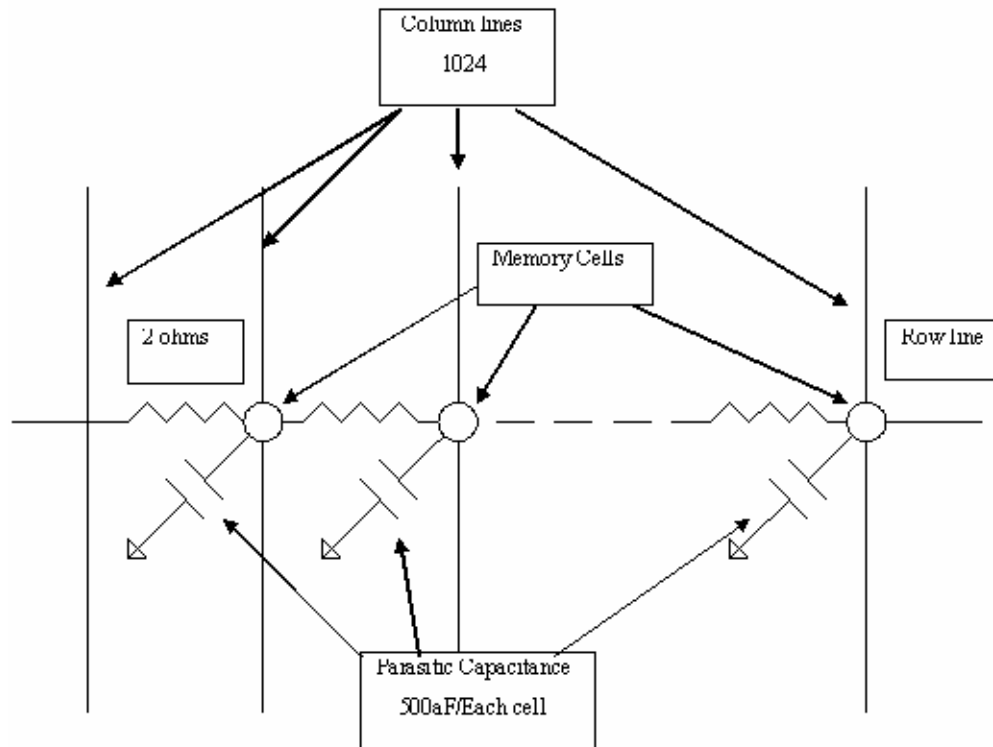 Column lines
1024
Memory Cells
2 ohms
Row line
Parasitic Capacitance
500aF/Each cell